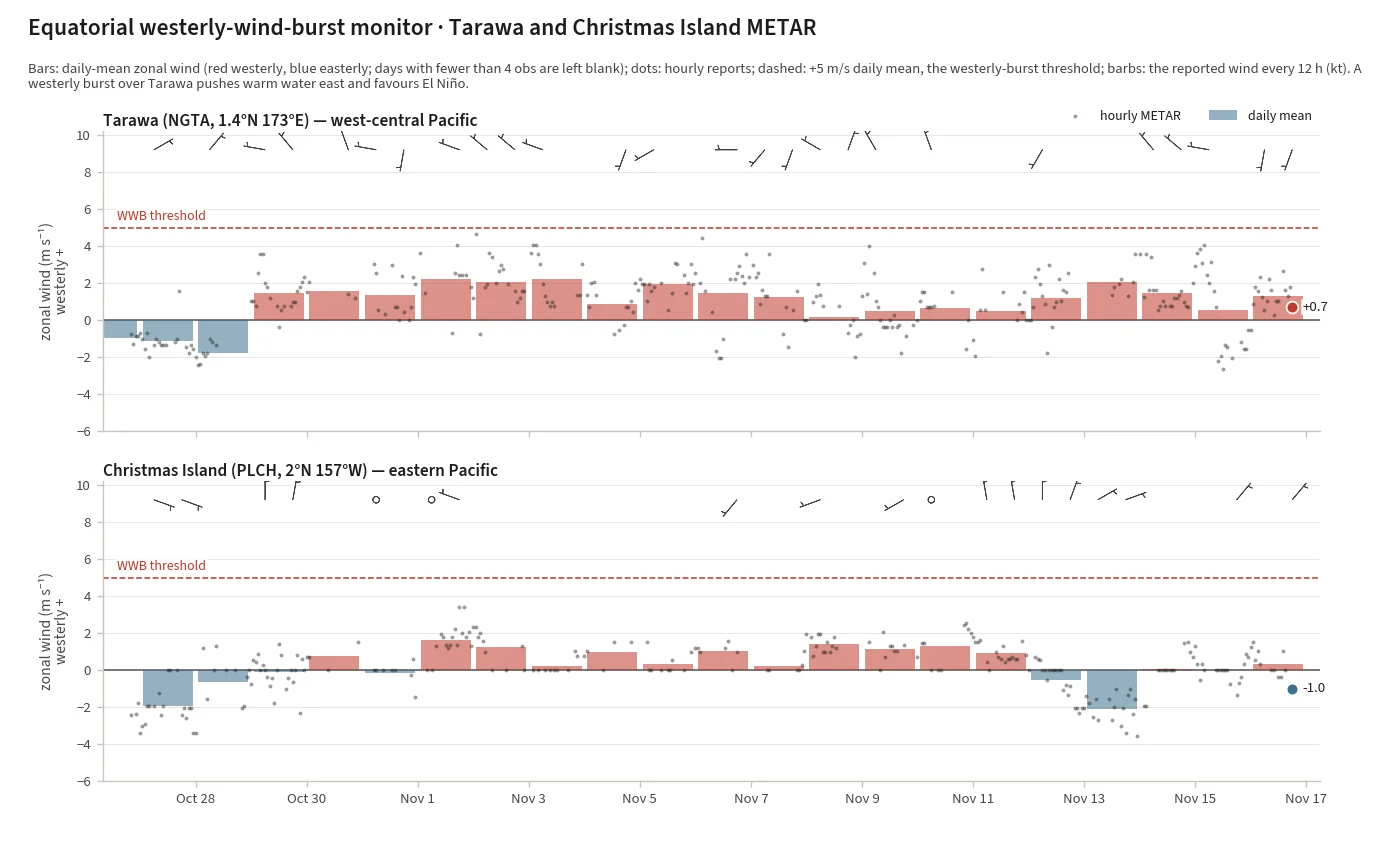 Equatorial westerly-wind-burst monitor · Tarawa and Christmas Island METAR
Bars: daily-mean zonal wind (red westerly, blue easterly; days with fewer than 4 obs are left blank); dots: hourly reports; dashed: +5 m/s daily mean, the westerly-burst threshold; barbs: the reported wind every 12 h (kt). A
westerly burst over Tarawa pushes warm water east and favours El Niño.
Tarawa (NGTA, 1.4°N 173°E) — west-central Pacific
hourly METAR
daily mean
10
8
6
4
2
0
−2
−4
−6
zonal wind (m s⁻¹)
westerly +
WWB threshold
+0.7
Christmas Island (PLCH, 2°N 157°W) — eastern Pacific
10
8
6
4
2
0
−2
−4
−6
zonal wind (m s⁻¹)
westerly +
WWB threshold
-1.0
Oct 28
Oct 30
Nov 1
Nov 3
Nov 5
Nov 7
Nov 9
Nov 11
Nov 13
Nov 15
Nov 17